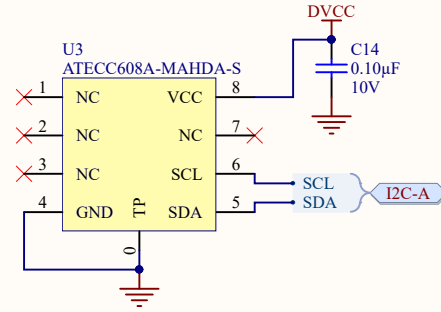 DVCC
U3
ATECC608A-MAHDA-S
C14
0.10µF
10V
1 NC VCC 8
2 NC NC 7
3 NC SCL 6
4 GND SDA 5
TP
0
SCL
SDA
I2C-A